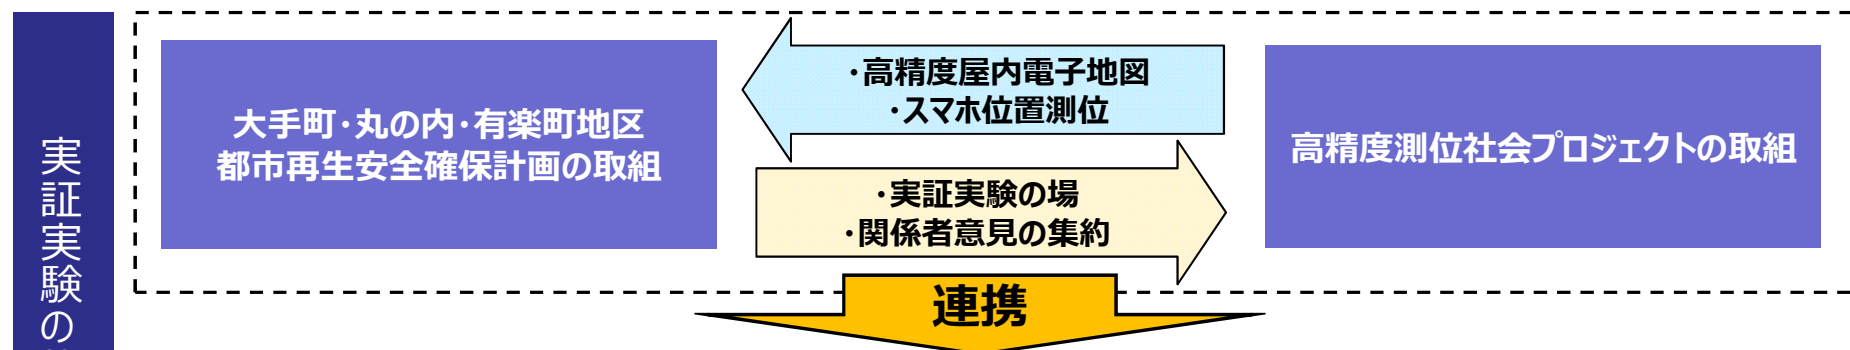 実証実験の
大手町・丸の内・有楽町地区
都市再生安全確保計画の取組
・高精度屋内電子地図
・スマホ位置測位
・実証実験の場
・関係者意見の集約
高精度測位社会プロジェクトの取組
連携